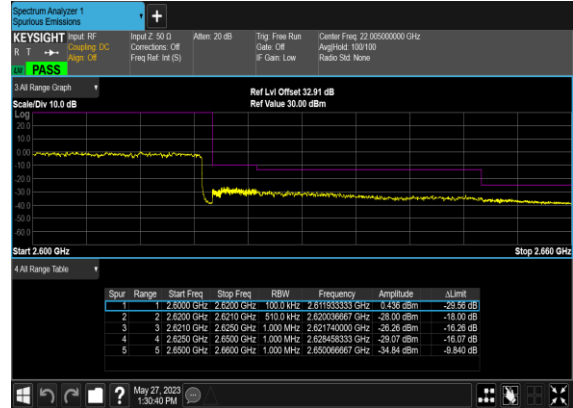 Spectrum Analyzer 1
Spurious Emissions
KEYSIGHT Input: RF
R T Coupling: DC
Align: Off
Input Z: 50 Ω
Corrections: Off
Freq Ref: Int (S)
Atten: 20 dB
Trig: Free Run
Gate: Off
IF Gain: Low
Center Freq: 22.005000000 GHz
Avg|Hold: 100/100
Radio Std: None
PASS
3 All Range Graph
Scale/Div 10.0 dB
Ref Lvl Offset 32.91 dB
Ref Value 30.00 dBm
Log
20.0
10.0
0.00
-10.0
-20.0
-30.0
-40.0
-50.0
-60.0
Start 2.600 GHz
Stop 2.660 GHz
4 All Range Table
Spur Range Start Freq Stop Freq RBW Frequency Amplitude ΔLimit
1 1 2.6000 GHz 2.6200 GHz 100.0 kHz 2.611933333 GHz 0.436 dBm -29.56 dB
2 2 2.6200 GHz 2.6210 GHz 510.0 kHz 2.620036667 GHz -28.00 dBm -18.00 dB
3 3 2.6210 GHz 2.6250 GHz 1.000 MHz 2.621740000 GHz -26.26 dBm -16.26 dB
4 4 2.6250 GHz 2.6500 GHz 1.000 MHz 2.628458333 GHz -29.07 dBm -16.07 dB
5 5 2.6500 GHz 2.6600 GHz 1.000 MHz 2.650066667 GHz -34.84 dBm -9.840 dB
May 27, 2023
1:30:40 PM